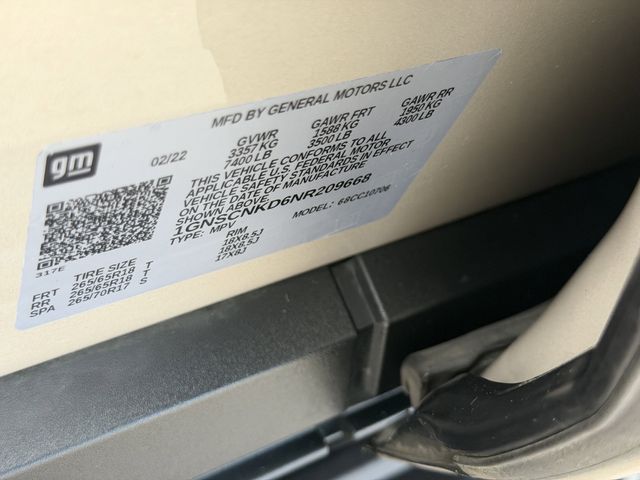 gm
MFD BY GENERAL MOTORS LLC
02/22
GVWR GAWR FRT GAWR RR
3357 KG 1588 KG 1950 KG
7400 LB 3500 LB 4300 LB
THIS VEHICLE CONFORMS TO ALL
APPLICABLE U.S. FEDERAL MOTOR
VEHICLE SAFETY STANDARDS IN EFFECT
ON THE DATE OF MANUFACTURE
SHOWN ABOVE.
1GNSCNKD6NR209668
TYPE: MPV MODEL: 68CC10706
317E
TIRE SIZE RIM
FRT 265/65R18 T 18X8.5J
RR 265/65R18 T 18X8.5J
SPA 265/70R17 S 17X8J